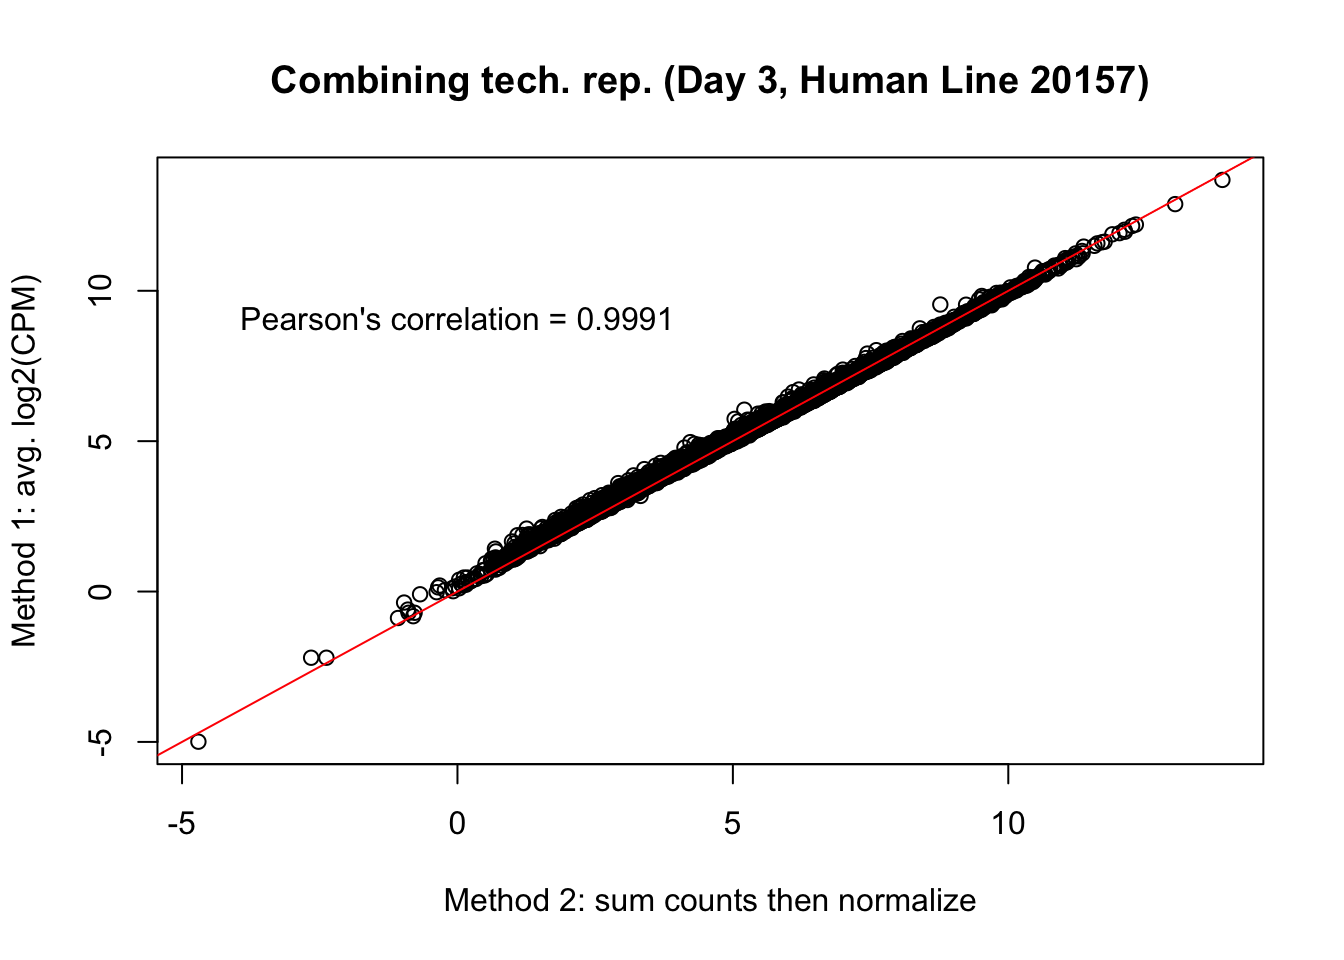 Combining tech. rep. (Day 3, Human Line 20157)
Method 1: avg. log2(CPM)
10
5
0
-5
Pearson's correlation = 0.9991
-5 0 5 10
Method 2: sum counts then normalize